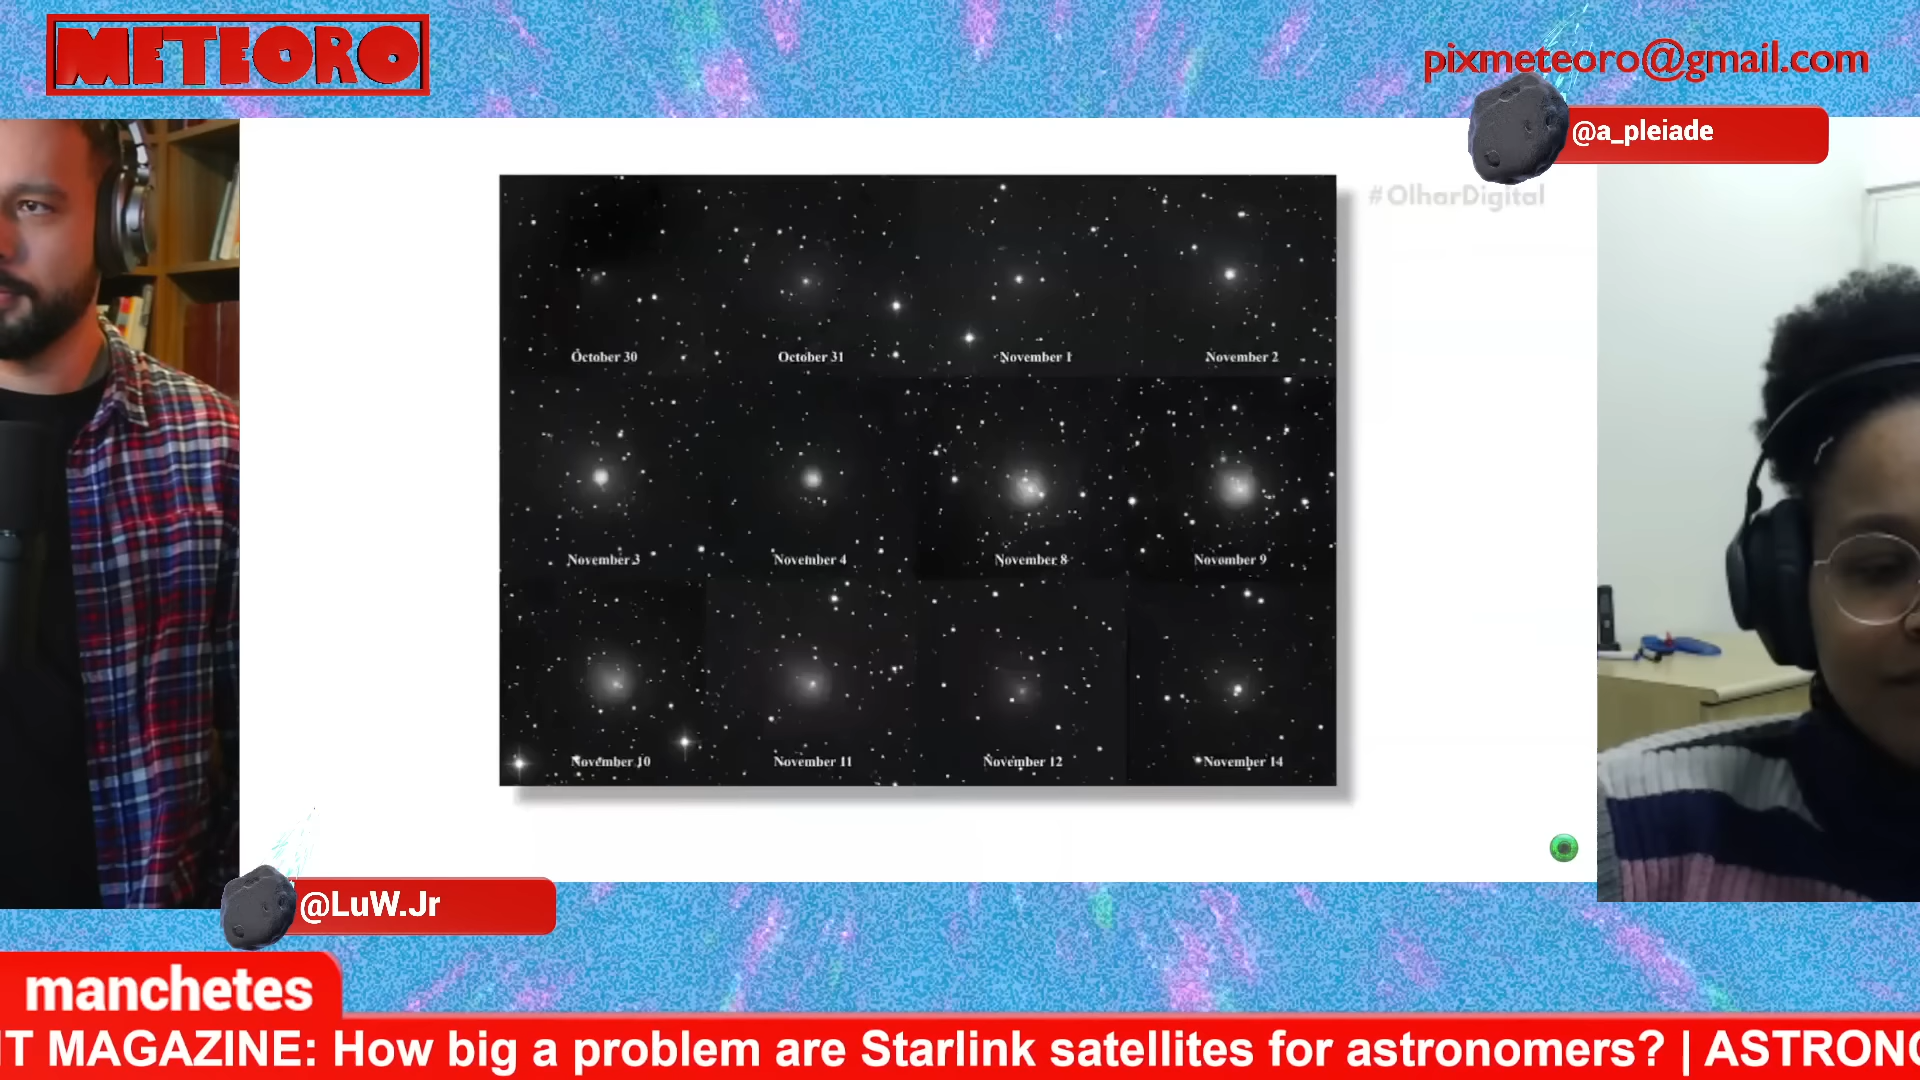 METEORO
pixmeteoro@gmail.com
@a_pleiade
#OlharDigital
October 30
October 31
November 1
November 2
November 3
November 4
November 8
November 9
November 10
November 11
November 12
November 14
@LuW.Jr
manchetes
MAGAZINE: How big a problem are Starlink satellites for astronomers? |